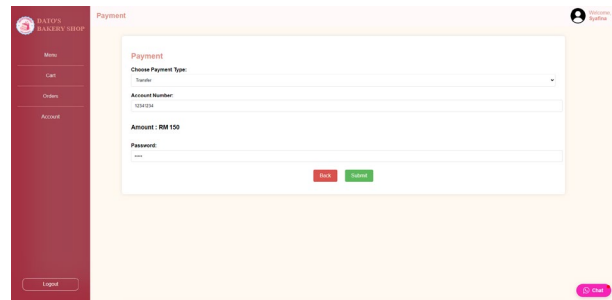 DATO'S
BAKERY SHOP
Menu
Cart
Orders
Account
Logout
Payment
Welcome,
Syafina
Payment
Choose Payment Type:
Transfer
Account Number:
12341234
Amount : RM 150
Password:
Back
Submit
Chat